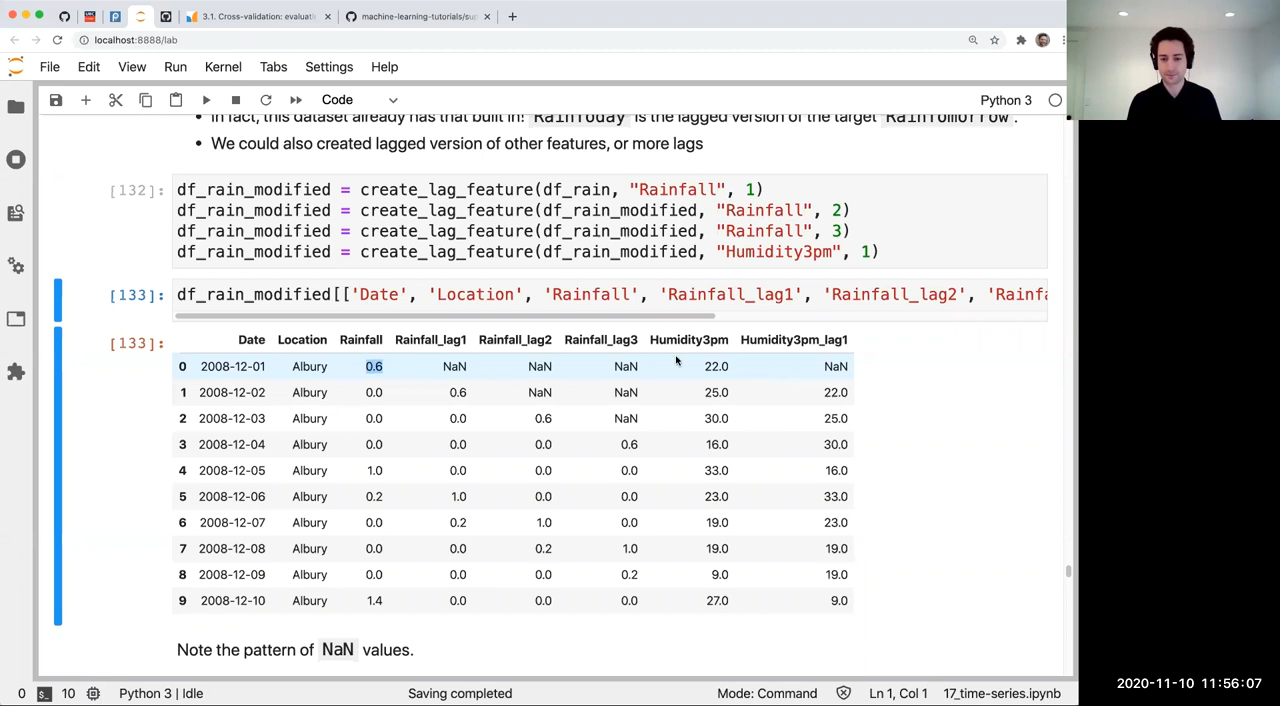 3.1. Cross-validation: evaluati
machine-learning-tutorials/su
localhost:8888/lab
File Edit View Run Kernel Tabs Settings Help
Code
Python 3
• In fact, this dataset already has that built in! RainToday is the lagged version of the target RainTomorrow.
• We could also created lagged version of other features, or more lags
[132]:
df_rain_modified = create_lag_feature(df_rain, "Rainfall", 1)
df_rain_modified = create_lag_feature(df_rain_modified, "Rainfall", 2)
df_rain_modified = create_lag_feature(df_rain_modified, "Rainfall", 3)
df_rain_modified = create_lag_feature(df_rain_modified, "Humidity3pm", 1)
[133]: df_rain_modified[['Date', 'Location', 'Rainfall', 'Rainfall_lag1', 'Rainfall_lag2', 'Rainfa
[133]:
Date Location Rainfall Rainfall_lag1 Rainfall_lag2 Rainfall_lag3 Humidity3pm Humidity3pm_lag1
0 2008-12-01 Albury 0.6 NaN NaN NaN 22.0 NaN
1 2008-12-02 Albury 0.0 0.6 NaN NaN 25.0 22.0
2 2008-12-03 Albury 0.0 0.0 0.6 NaN 30.0 25.0
3 2008-12-04 Albury 0.0 0.0 0.0 0.6 16.0 30.0
4 2008-12-05 Albury 1.0 0.0 0.0 0.0 33.0 16.0
5 2008-12-06 Albury 0.2 1.0 0.0 0.0 23.0 33.0
6 2008-12-07 Albury 0.0 0.2 1.0 0.0 19.0 23.0
7 2008-12-08 Albury 0.0 0.0 0.2 1.0 19.0 19.0
8 2008-12-09 Albury 0.0 0.0 0.0 0.2 9.0 19.0
9 2008-12-10 Albury 1.4 0.0 0.0 0.0 27.0 9.0
Note the pattern of NaN values.
0 10 Python 3 | Idle Saving completed Mode: Command Ln 1, Col 1 17_time-series.ipynb
2020-11-10 11:56:07